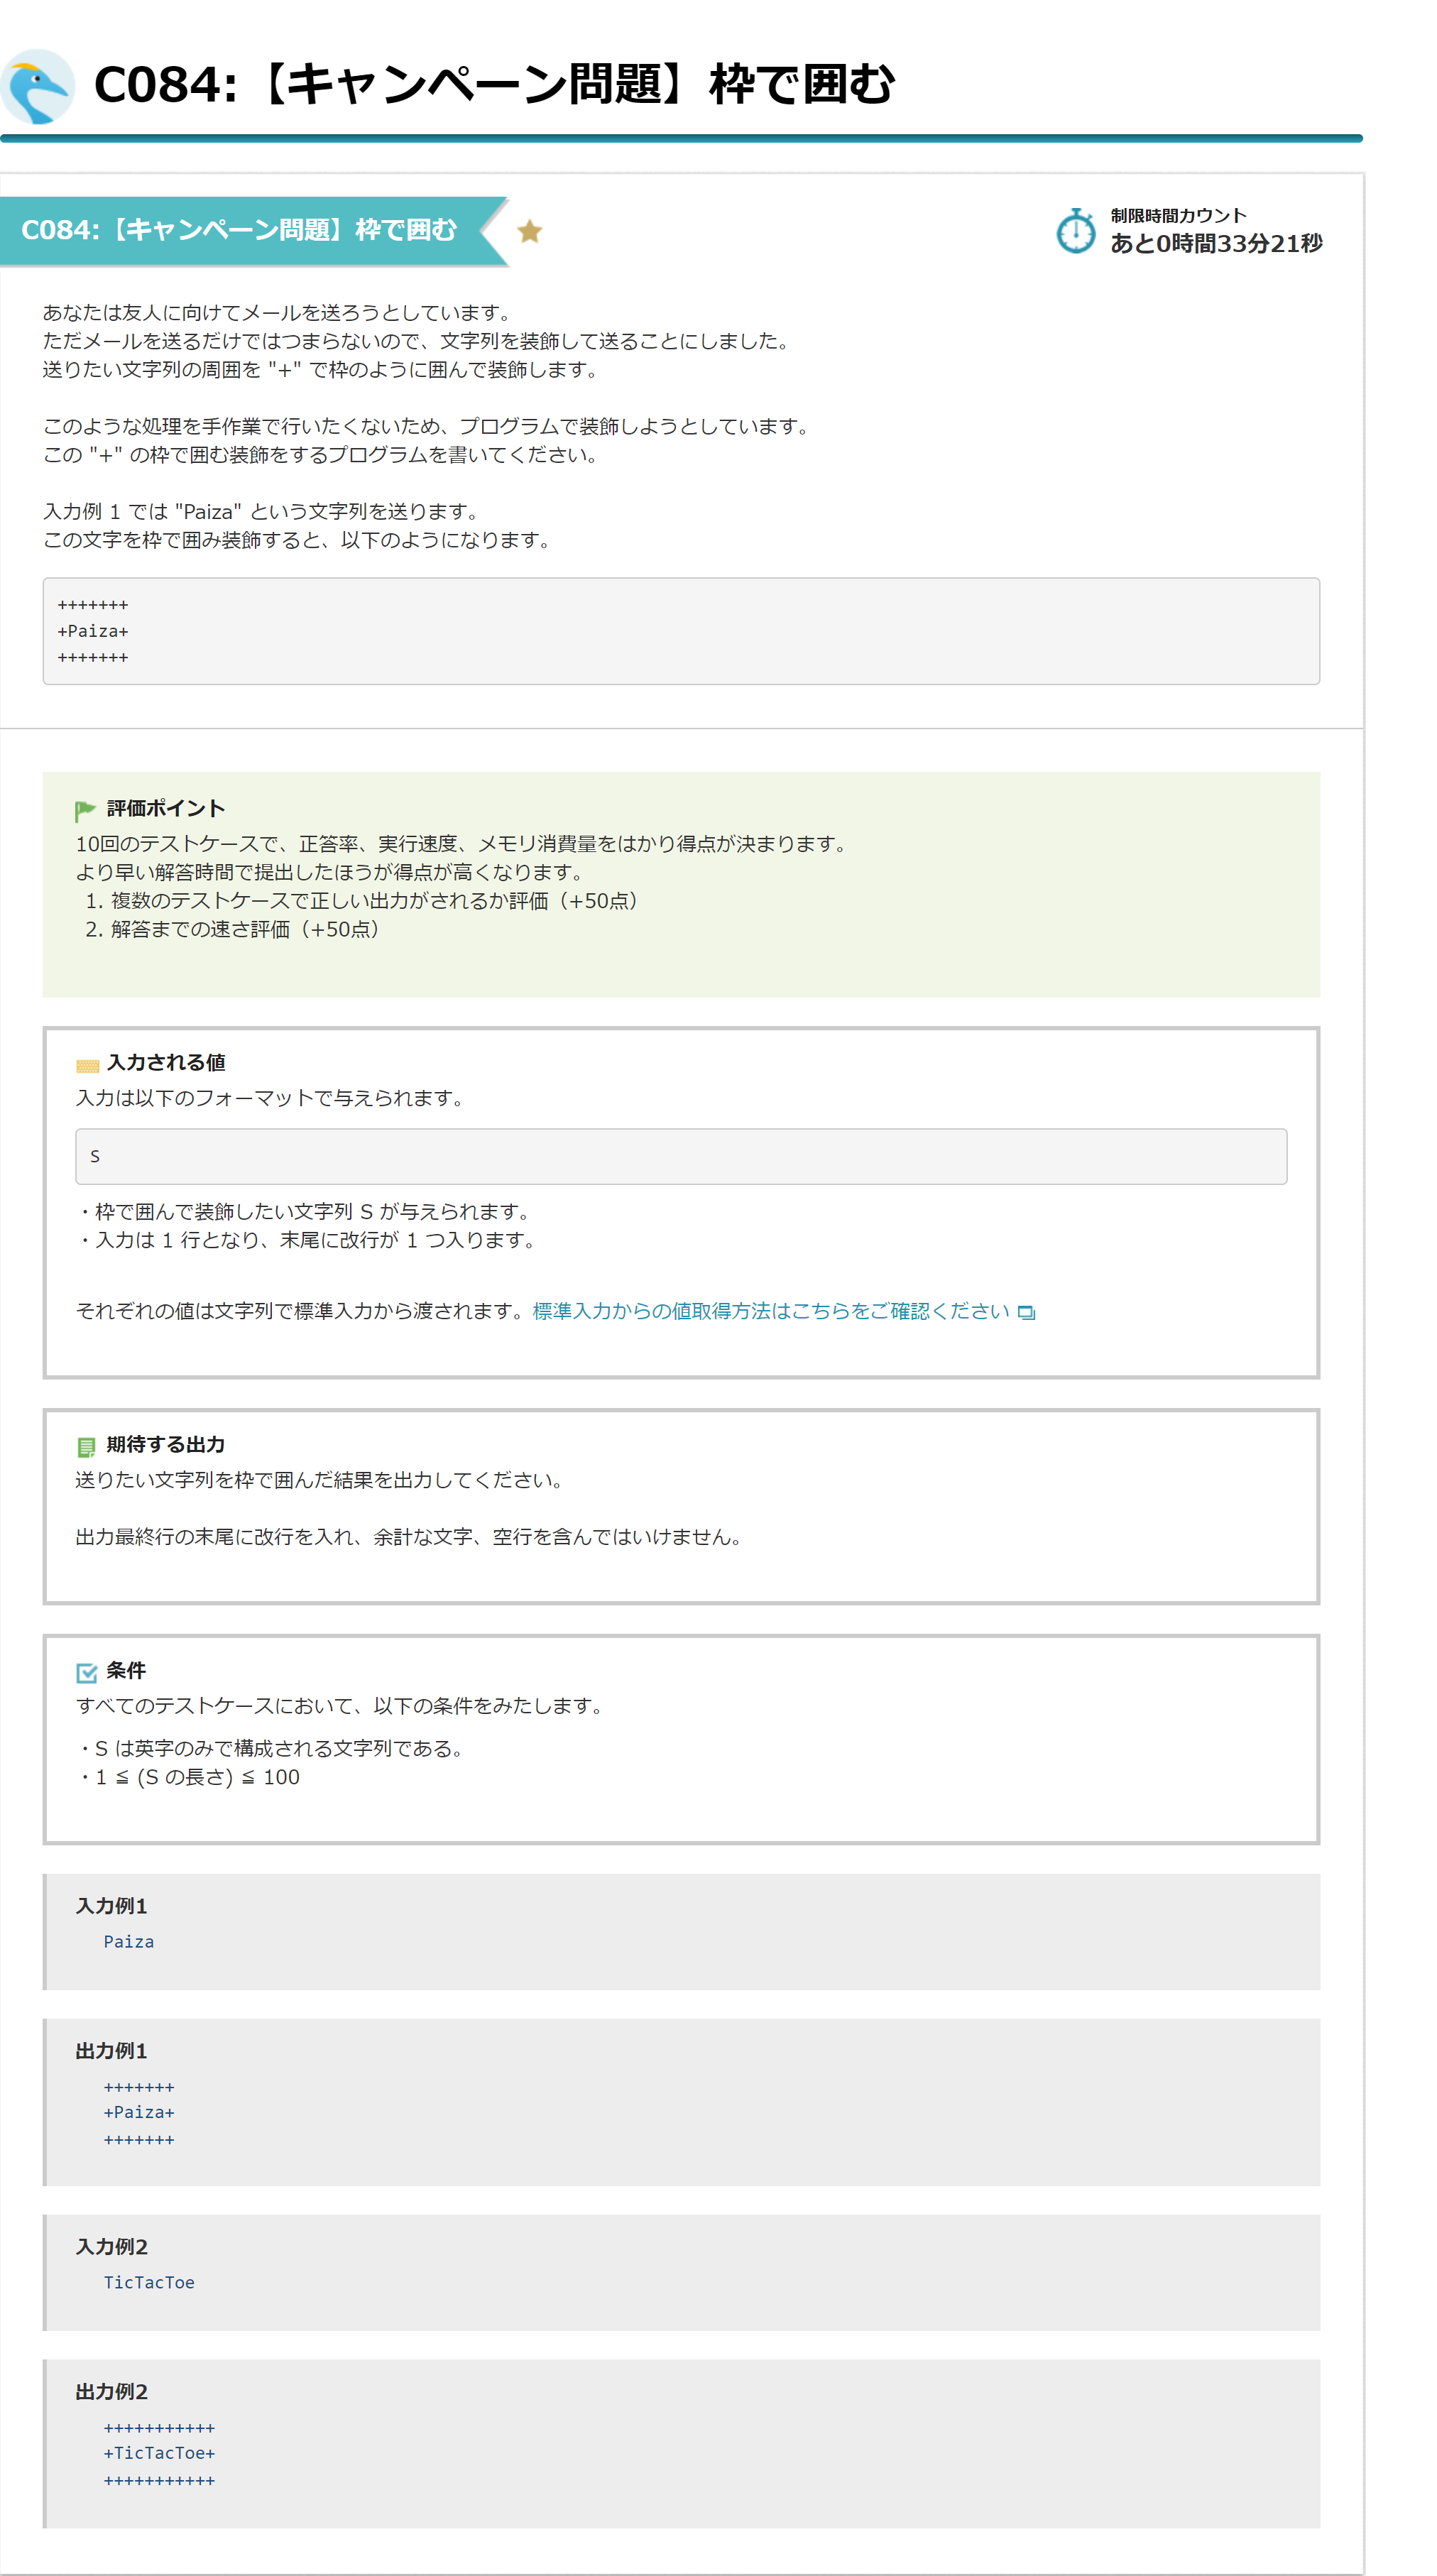 C084:【キャンペーン問題】枠で囲む
C084:【キャンペーン問題】枠で囲む
制限時間カウント
あと0時間33分21秒
あなたは友人に向けてメールを送ろうとしています。
ただメールを送るだけではつまらないので、文字列を装飾して送ることにしました。
送りたい文字列の周囲を "+" で枠のように囲んで装飾します。
このような処理を手作業で行いたくないため、プログラムで装飾しようとしています。
この "+" の枠で囲む装飾をするプログラムを書いてください。
入力例 1 では "Paiza" という文字列を送ります。
この文字を枠で囲み装飾すると、以下のようになります。
+++++++
+Paiza+
+++++++
評価ポイント
10回のテストケースで、正答率、実行速度、メモリ消費量をはかり得点が決まります。
より早い解答時間で提出したほうが得点が高くなります。
1. 複数のテストケースで正しい出力がされるか評価（+50点）
2. 解答までの速さ評価（+50点）
入力される値
入力は以下のフォーマットで与えられます。
S
・枠で囲んで装飾したい文字列 S が与えられます。
・入力は 1 行となり、末尾に改行が 1 つ入ります。
それぞれの値は文字列で標準入力から渡されます。標準入力からの値取得方法はこちらをご確認ください
期待する出力
送りたい文字列を枠で囲んだ結果を出力してください。
出力最終行の末尾に改行を入れ、余計な文字、空行を含んではいけません。
条件
すべてのテストケースにおいて、以下の条件をみたします。
・S は英字のみで構成される文字列である。
・1 ≦ (S の長さ) ≦ 100
入力例1
Paiza
出力例1
+++++++
+Paiza+
+++++++
入力例2
TicTacToe
出力例2
+++++++++++
+TicTacToe+
+++++++++++